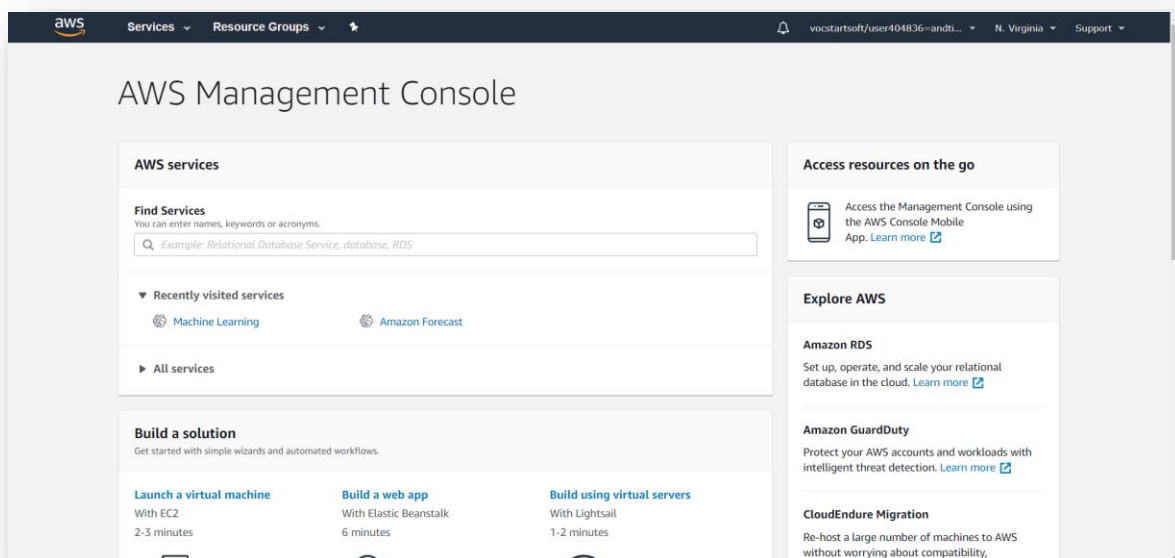 aws
Services
Resource Groups
vocstartsoft/user404836=andti...
N. Virginia
Support
AWS Management Console
AWS services
Find Services
You can enter names, keywords or acronyms.
Example: Relational Database Service, database, RDS
Recently visited services
Machine Learning
Amazon Forecast
All services
Build a solution
Get started with simple wizards and automated workflows.
Launch a virtual machine
With EC2
2-3 minutes
Build a web app
With Elastic Beanstalk
6 minutes
Build using virtual servers
With Lightsail
1-2 minutes
Access resources on the go
Access the Management Console using
the AWS Console Mobile
App. Learn more
Explore AWS
Amazon RDS
Set up, operate, and scale your relational
database in the cloud. Learn more
Amazon GuardDuty
Protect your AWS accounts and workloads with
intelligent threat detection. Learn more
CloudEndure Migration
Re-host a large number of machines to AWS
without worrying about compatibility,